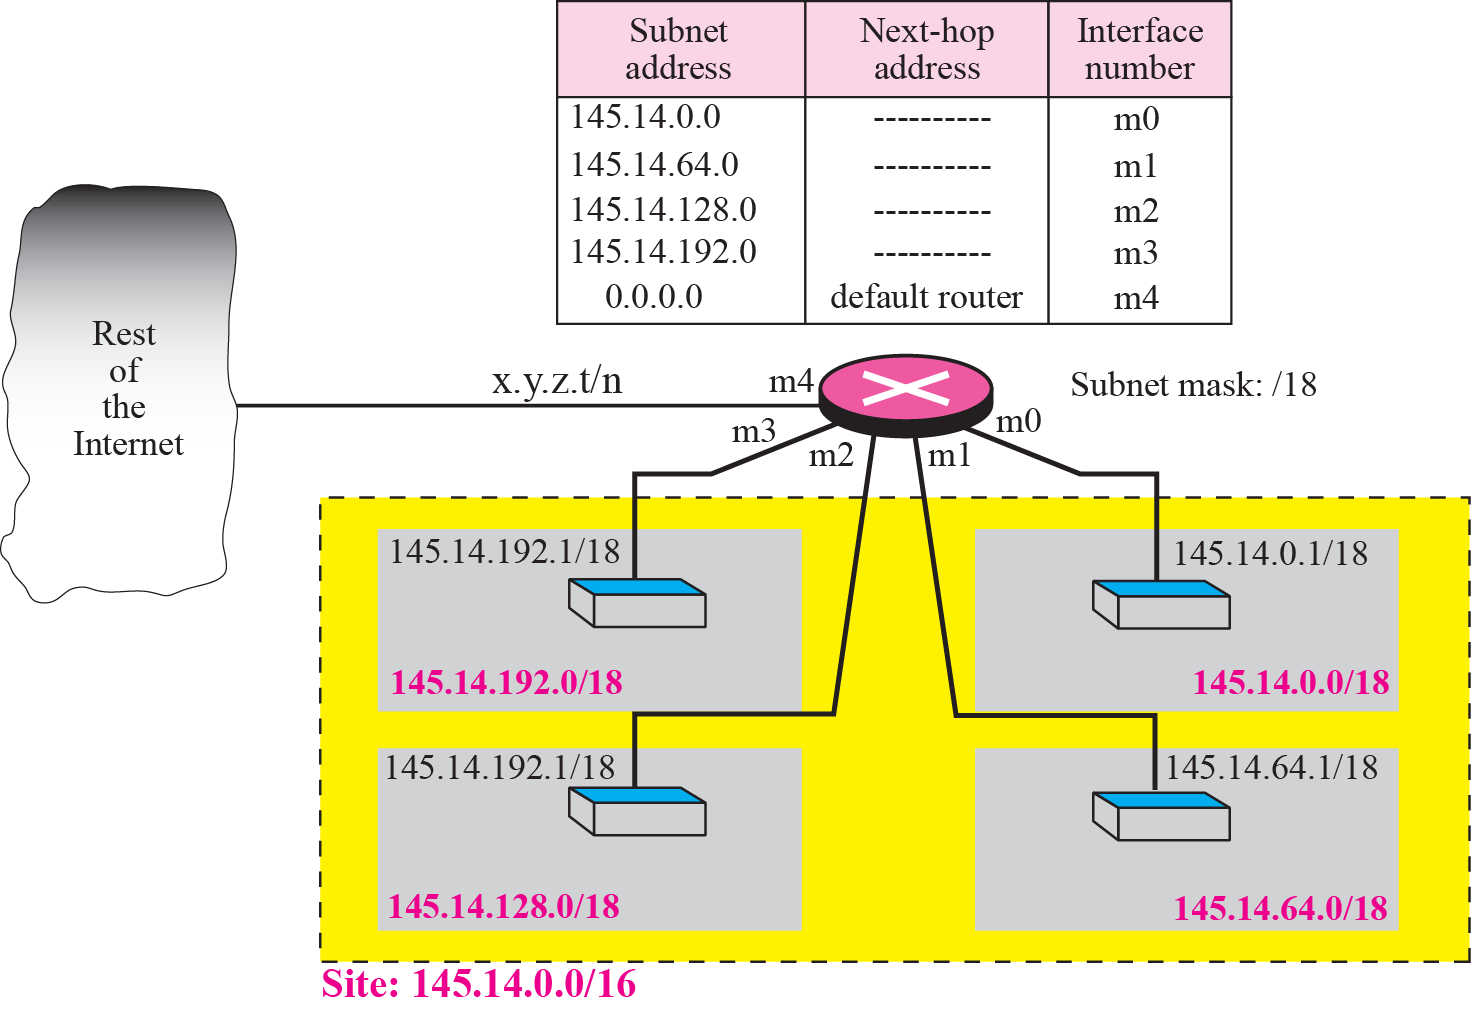 Subnet address
Next-hop address
Interface number
145.14.0.0 ---------- m0
145.14.64.0 ---------- m1
145.14.128.0 ---------- m2
145.14.192.0 ---------- m3
0.0.0.0 default router m4
Rest
of
the
Internet
x.y.z.t/n
m4
Subnet mask: /18
m3
m2
m1
m0
145.14.192.1/18
145.14.0.1/18
145.14.192.0/18
145.14.0.0/18
145.14.192.1/18
145.14.64.1/18
145.14.128.0/18
145.14.64.0/18
Site: 145.14.0.0/16